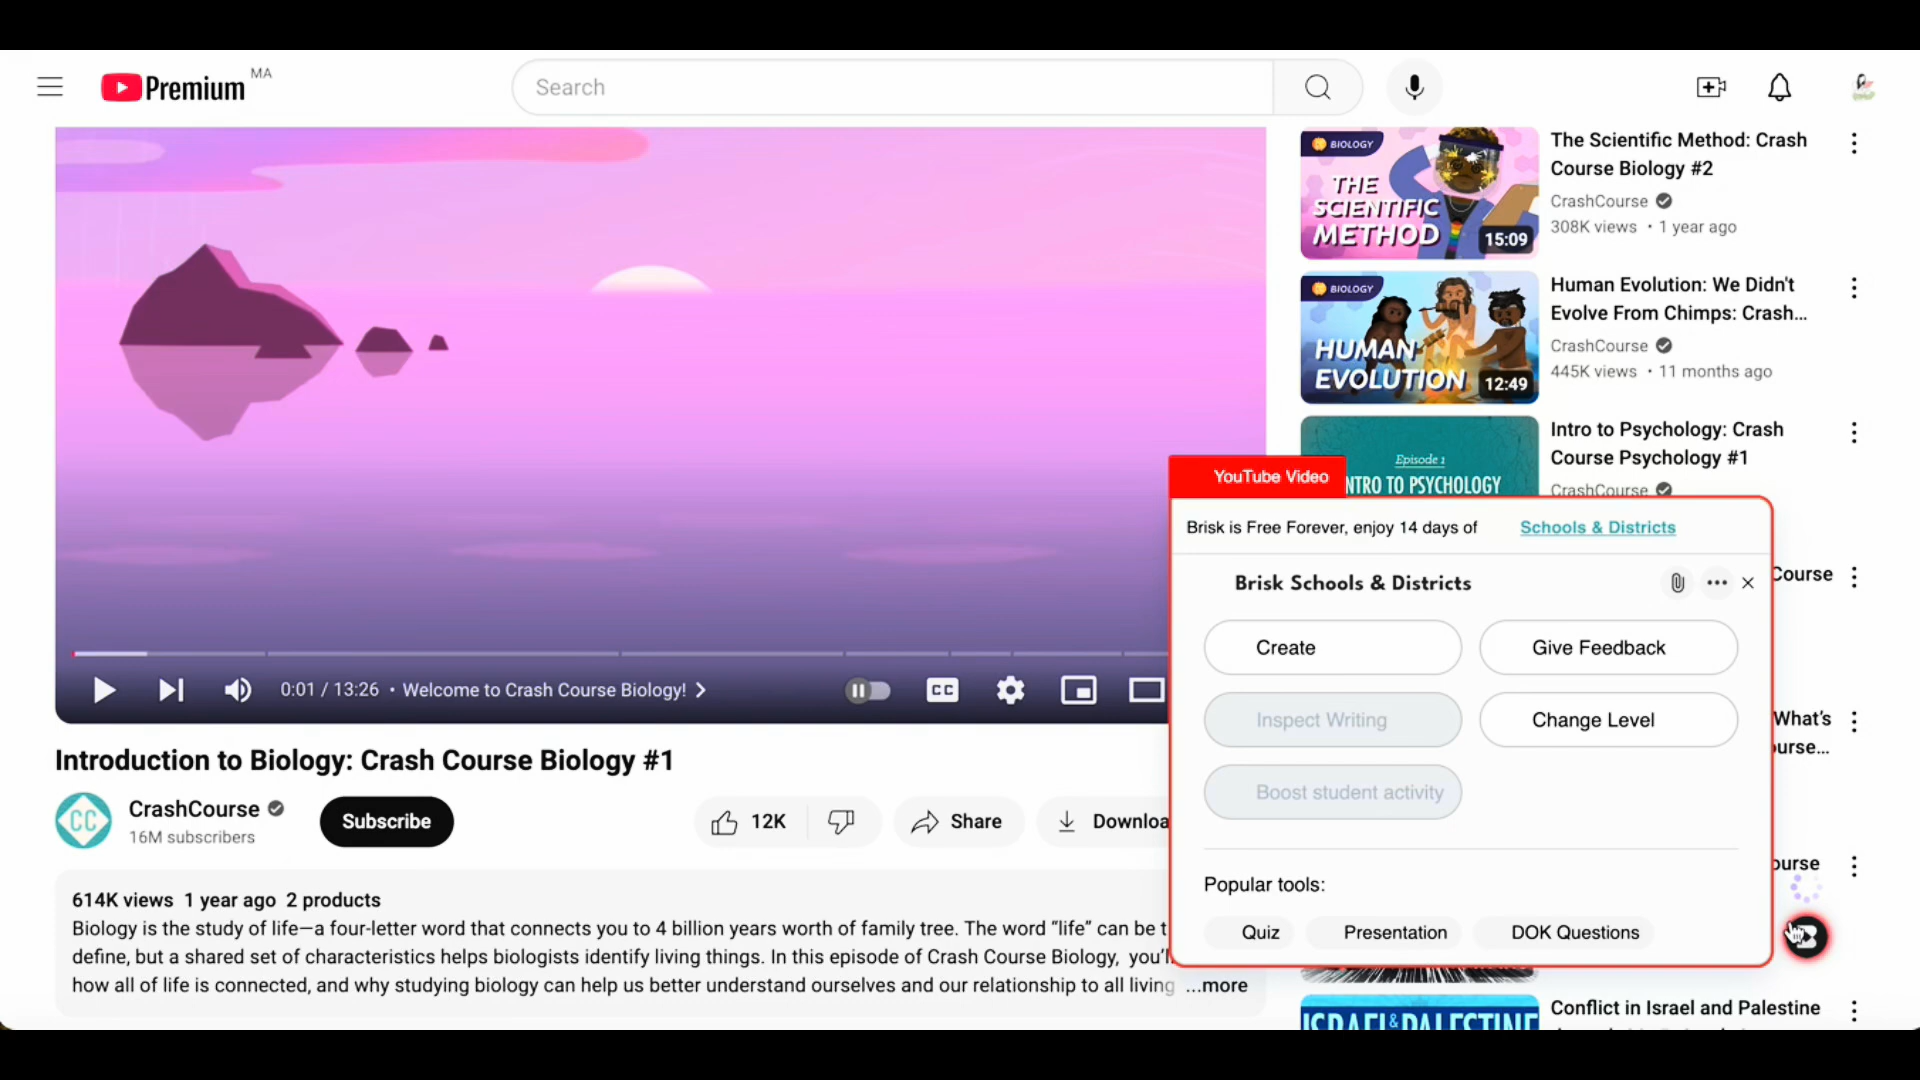 Premium MA
Search
BIOLOGY
THE
SCIENTIFIC
METHOD
15:09
The Scientific Method: Crash
Course Biology #2
CrashCourse
308K views • 1 year ago
BIOLOGY
HUMAN
EVOLUTION
12:49
Human Evolution: We Didn't
Evolve From Chimps: Crash...
CrashCourse
445K views • 11 months ago
Episode 1
NTRO TO PSYCHOLOGY
Intro to Psychology: Crash
Course Psychology #1
CrashCourse
YouTube Video
Brisk is Free Forever, enjoy 14 days of Schools & Districts
Brisk Schools & Districts
Create
Give Feedback
Inspect Writing
Change Level
Boost student activity
Popular tools:
Quiz
Presentation
DOK Questions
Course
What's
urse...
ourse
ISRAEL & PALESTINE
Conflict in Israel and Palestine
0:01 / 13:26 • Welcome to Crash Course Biology!
CC
Introduction to Biology: Crash Course Biology #1
CC
CrashCourse
16M subscribers
Subscribe
12K
Share
Downloa
614K views 1 year ago 2 products
Biology is the study of life—a four-letter word that connects you to 4 billion years worth of family tree. The word “life” can be t
define, but a shared set of characteristics helps biologists identify living things. In this episode of Crash Course Biology, you'l
how all of life is connected, and why studying biology can help us better understand ourselves and our relationship to all living ...more